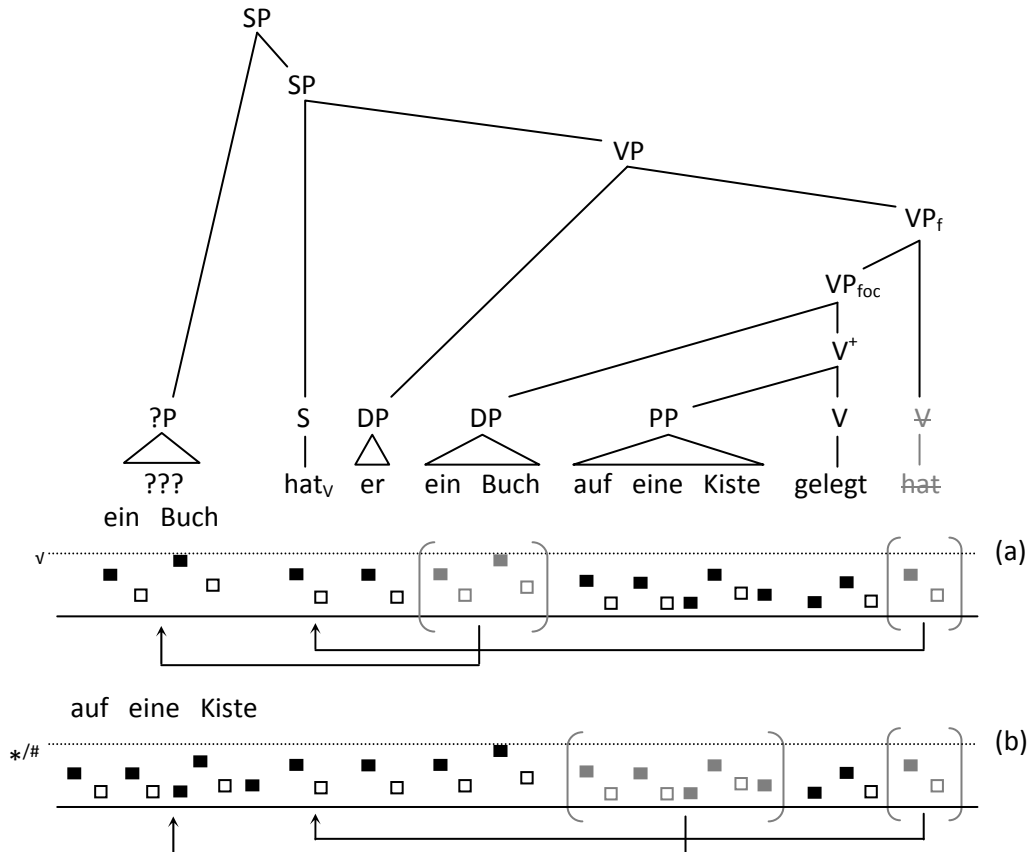 SP
SP
VP
VP_f
VP_foc
V⁺
?P S DP DP PP V V
??? hat_V er ein Buch auf eine Kiste gelegt hat
ein Buch
√ (a)
auf eine Kiste
*/# (b)